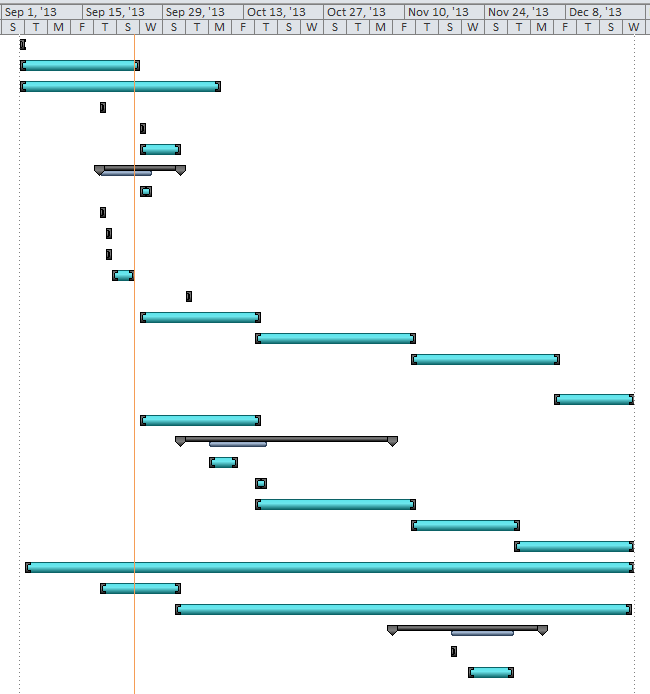 Sep 1, '13 Sep 15, '13 Sep 29, '13 Oct 13, '13 Oct 27, '13 Nov 10, '13 Nov 24, '13 Dec 8, '13
S T M F T S W S T M F T S W S T M F T S W S T M F T S W